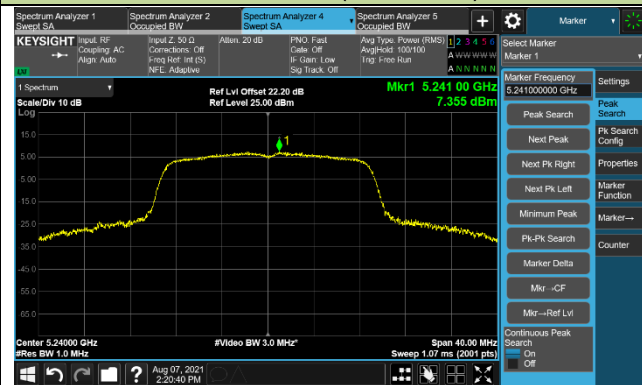 Spectrum Analyzer 1
Swept SA
Spectrum Analyzer 2
Occupied BW
Spectrum Analyzer 4
Swept SA
Spectrum Analyzer 5
Occupied BW
Marker
KEYSIGHT
Input: RF
Coupling: AC
Align: Auto
Input Z: 50 Ω
Corrections: Off
Freq Ref: Int (S)
NFE: Adaptive
Atten: 20 dB
PNO: Fast
Gate: Off
IF Gain: Low
Sig Track: Off
Avg Type: Power (RMS)
Avg|Hold: 100/100
Trig: Free Run
1 2 3 4 5 6
A W W W W W
A N N N N N
LNI
Select Marker
Marker 1
1 Spectrum
Scale/Div 10 dB
Log
Ref Lvl Offset 22.20 dB
Ref Level 25.00 dBm
Mkr1 5.241 00 GHz
7.355 dBm
15.0
5.00
-5.00
-15.0
-25.0
-35.0
-45.0
-55.0
-65.0
1
Center 5.24000 GHz
#Res BW 1.0 MHz
#Video BW 3.0 MHz*
Span 40.00 MHz
Sweep 1.07 ms (2001 pts)
Marker Frequency
5.241000000 GHz
Peak Search
Next Peak
Next Pk Right
Next Pk Left
Minimum Peak
Pk-Pk Search
Marker Delta
Mkr→CF
Mkr→Ref Lvl
Continuous Peak
Search
On
Off
Settings
Peak
Search
Pk Search
Config
Properties
Marker
Function
Marker→
Counter
Aug 07, 2021
2:20:40 PM